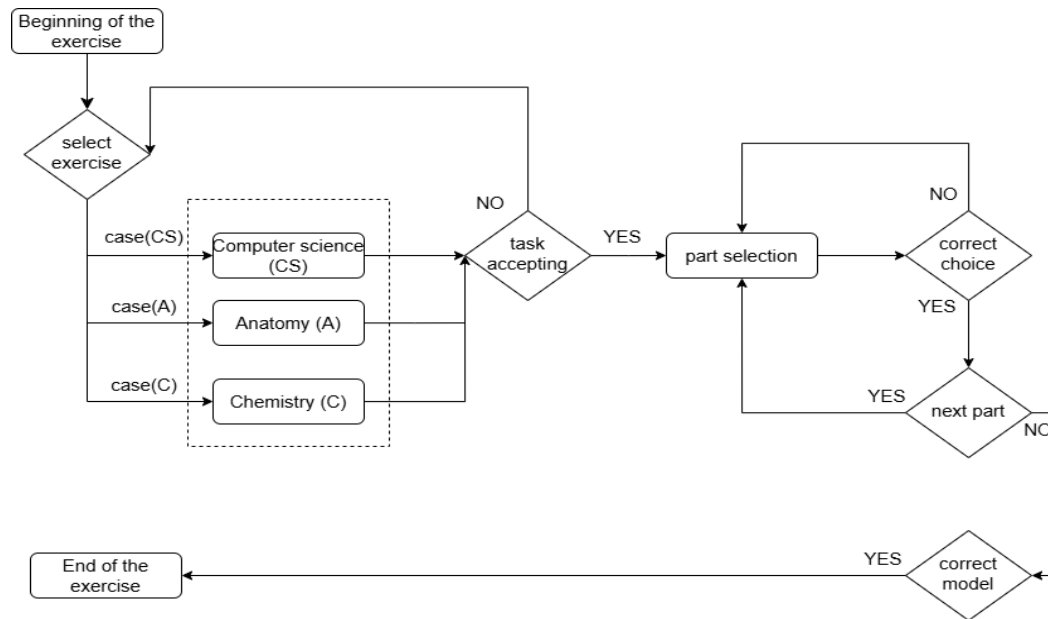 Beginning of the
exercise
select
exercise
case(CS)
Computer science
(CS)
case(A)
Anatomy (A)
case(C)
Chemistry (C)
NO
task
accepting
YES
part selection
NO
correct
choice
YES
YES
next part
NO
End of the
exercise
YES
correct
model